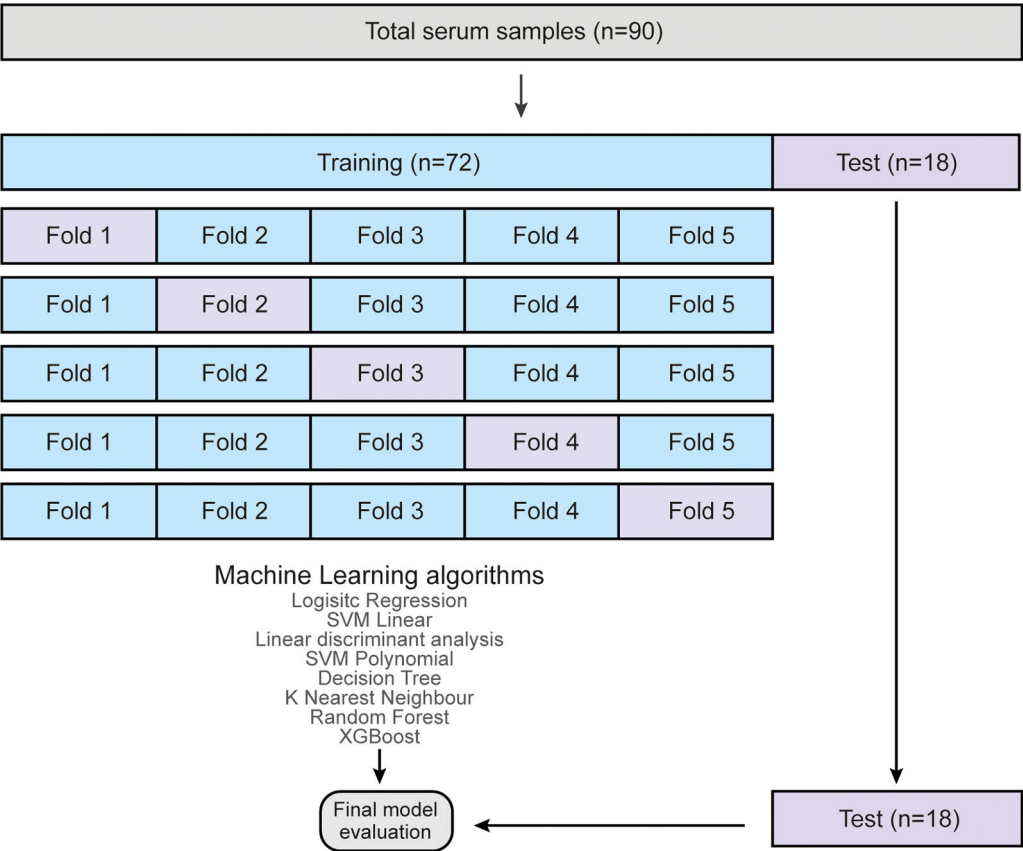 Total serum samples (n=90)
Training (n=72) Test (n=18)
Fold 1 Fold 2 Fold 3 Fold 4 Fold 5
Fold 1 Fold 2 Fold 3 Fold 4 Fold 5
Fold 1 Fold 2 Fold 3 Fold 4 Fold 5
Fold 1 Fold 2 Fold 3 Fold 4 Fold 5
Fold 1 Fold 2 Fold 3 Fold 4 Fold 5
Machine Learning algorithms
Logisitc Regression
SVM Linear
Linear discriminant analysis
SVM Polynomial
Decision Tree
K Nearest Neighbour
Random Forest
XGBoost
Final model
evaluation
Test (n=18)